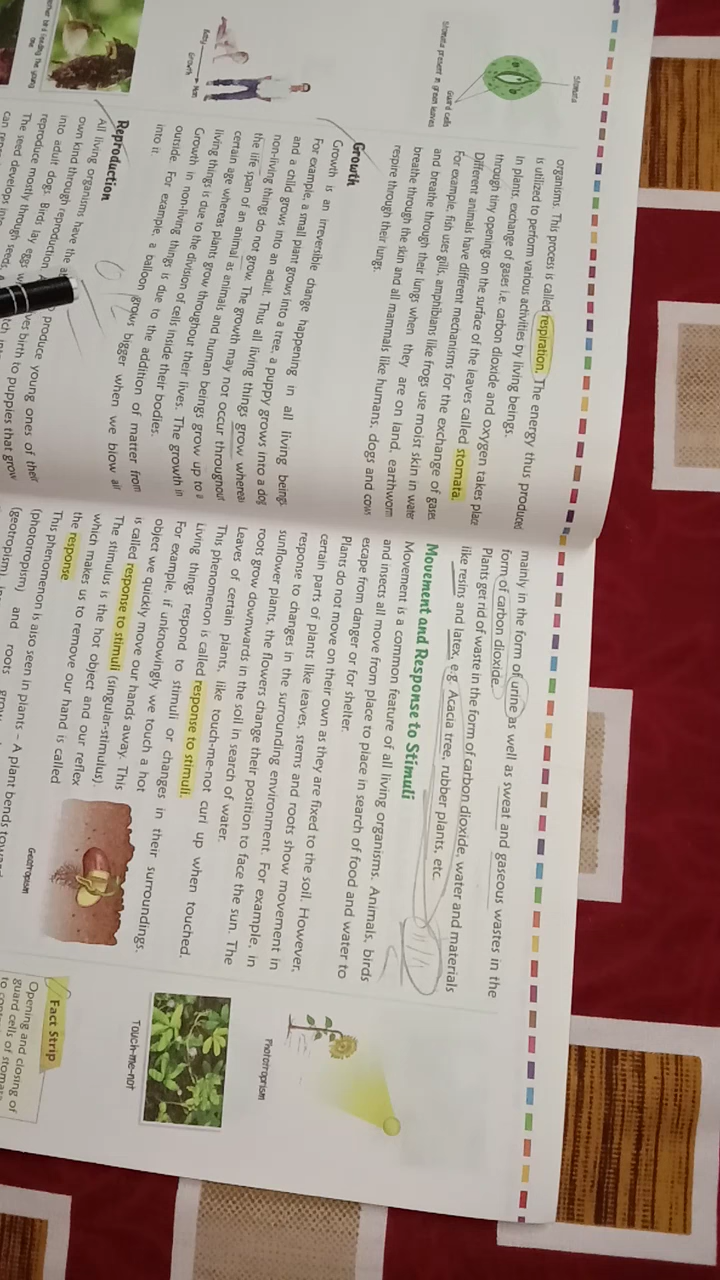 Stomata
Guard cells
Stomata present in green leaves
organisms. This process is called respiration. The energy thus produced
is utilized to perform various activities by living beings.
In plants, exchange of gases i.e. carbon dioxide and oxygen takes place
through tiny openings on the surface of the leaves called stomata.
Different animals have different mechanisms for the exchange of gases.
For example, fish uses gills, amphibians like frogs use moist skin in water
and breathe through their lungs when they are on land, earthworm
breathe through the skin and all mammals like humans, dogs and cows
respire through their lungs.
Growth
Growth is an irreversible change happening in all living beings
For example, a small plant grows into a tree, a puppy grows into a dog
and a child grows into an adult. Thus all living things grow whereas
non-living things do not grow. The growth may not occur throughout
the life span of an animal as animals and human beings grow up to a
certain age whereas plants grow throughout their lives. The growth in
living things is due to the division of cells inside their bodies.
Growth in non-living things is due to the addition of matter from
outside. For example, a balloon grows bigger when we blow air
into it.
Baby
Man
Growth
Reproduction
All living organisms have the produce young ones of their
own kind through reproduction. birth to puppies that grow
into adult dogs. Birds lay eggs
reproduce mostly through seeds.
The seed develops into
mainly in the form of urine as well as sweat and gaseous wastes in the
form of carbon dioxide.
Plants get rid of waste in the form of carbon dioxide, water and materials
like resins and latex, e.g. Acacia tree, rubber plants, etc.
Movement and Response to Stimuli
Movement is a common feature of all living organisms. Animals, birds
and insects all move from place to place in search of food and water to
escape from danger or for shelter.
Plants do not move on their own as they are fixed to the soil. However,
certain parts of plants like leaves, stems and roots show movement in
response to changes in the surrounding environment. For example, in
sunflower plants, the flowers change their position to face the sun. The
roots grow downwards in the soil in search of water.
Leaves of certain plants, like touch-me-not curl up when touched.
This phenomenon is called response to stimuli.
Living things respond to stimuli or changes in their surroundings.
For example, if unknowingly we touch a hot
object we quickly move our hands away. This
is called response to stimuli (singular-stimulus).
The stimulus is the hot object and our reflex
which makes us to remove our hand is called
the response
This phenomenon is also seen in plants – A plant bends toward
(phototropism) and roots grow
(geotropism)
Geotropism
Phototropism
Touch-me-not
Fact Strip
Opening and closing of
guard cells of stomata